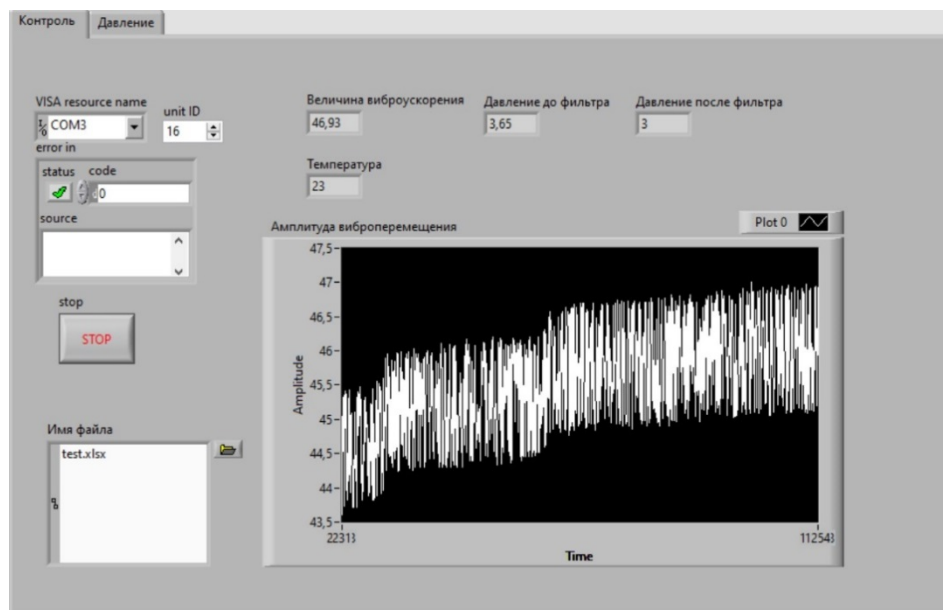 Контроль
Давление
VISA resource name
COM3
unit ID
16
error in
status code
0
source
stop
STOP
Имя файла
test.xlsx
Величина виброускорения
46,93
Давление до фильтра
3,65
Давление после фильтра
3
Температура
23
Амплитуда виброперемещения
Plot 0
47,5
47
46,5
46
45,5
45
44,5
44
43,5
Amplitude
22313
112543
Time